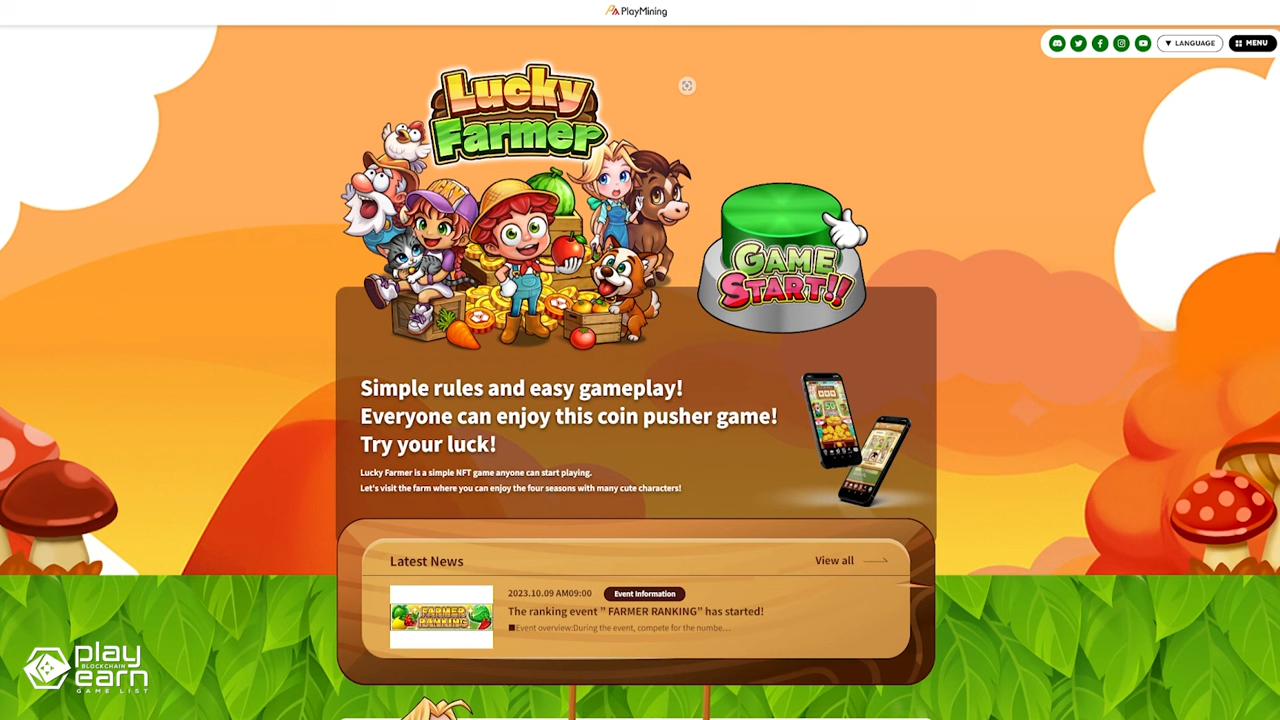 PlayMining
LANGUAGE
MENU
Lucky
Farmer
LUCKY
GAME
START!!
Simple rules and easy gameplay!
Everyone can enjoy this coin pusher game!
Try your luck!
Lucky Farmer is a simple NFT game anyone can start playing.
Let's visit the farm where you can enjoy the four seasons with many cute characters!
Latest News
View all
2023.10.09 AM09:00
Event Information
FARMER
RANKING
The ranking event ” FARMER RANKING” has started!
■Event overview:During the event, compete for the numbe…
play
BLOCKCHAIN
earn
GAME LIST